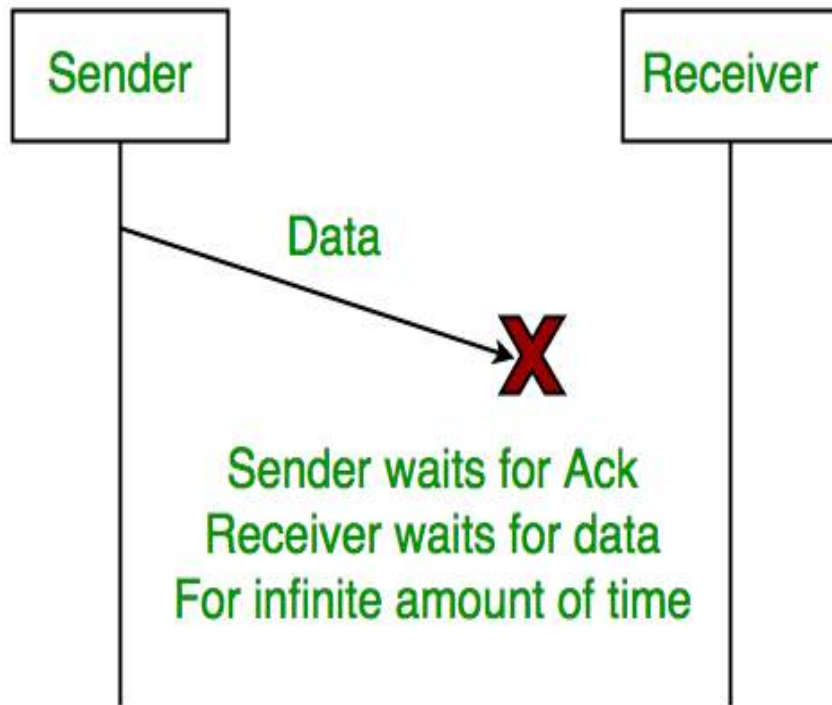 Sender
Receiver
Data
X
Sender waits for Ack
Receiver waits for data
For infinite amount of time